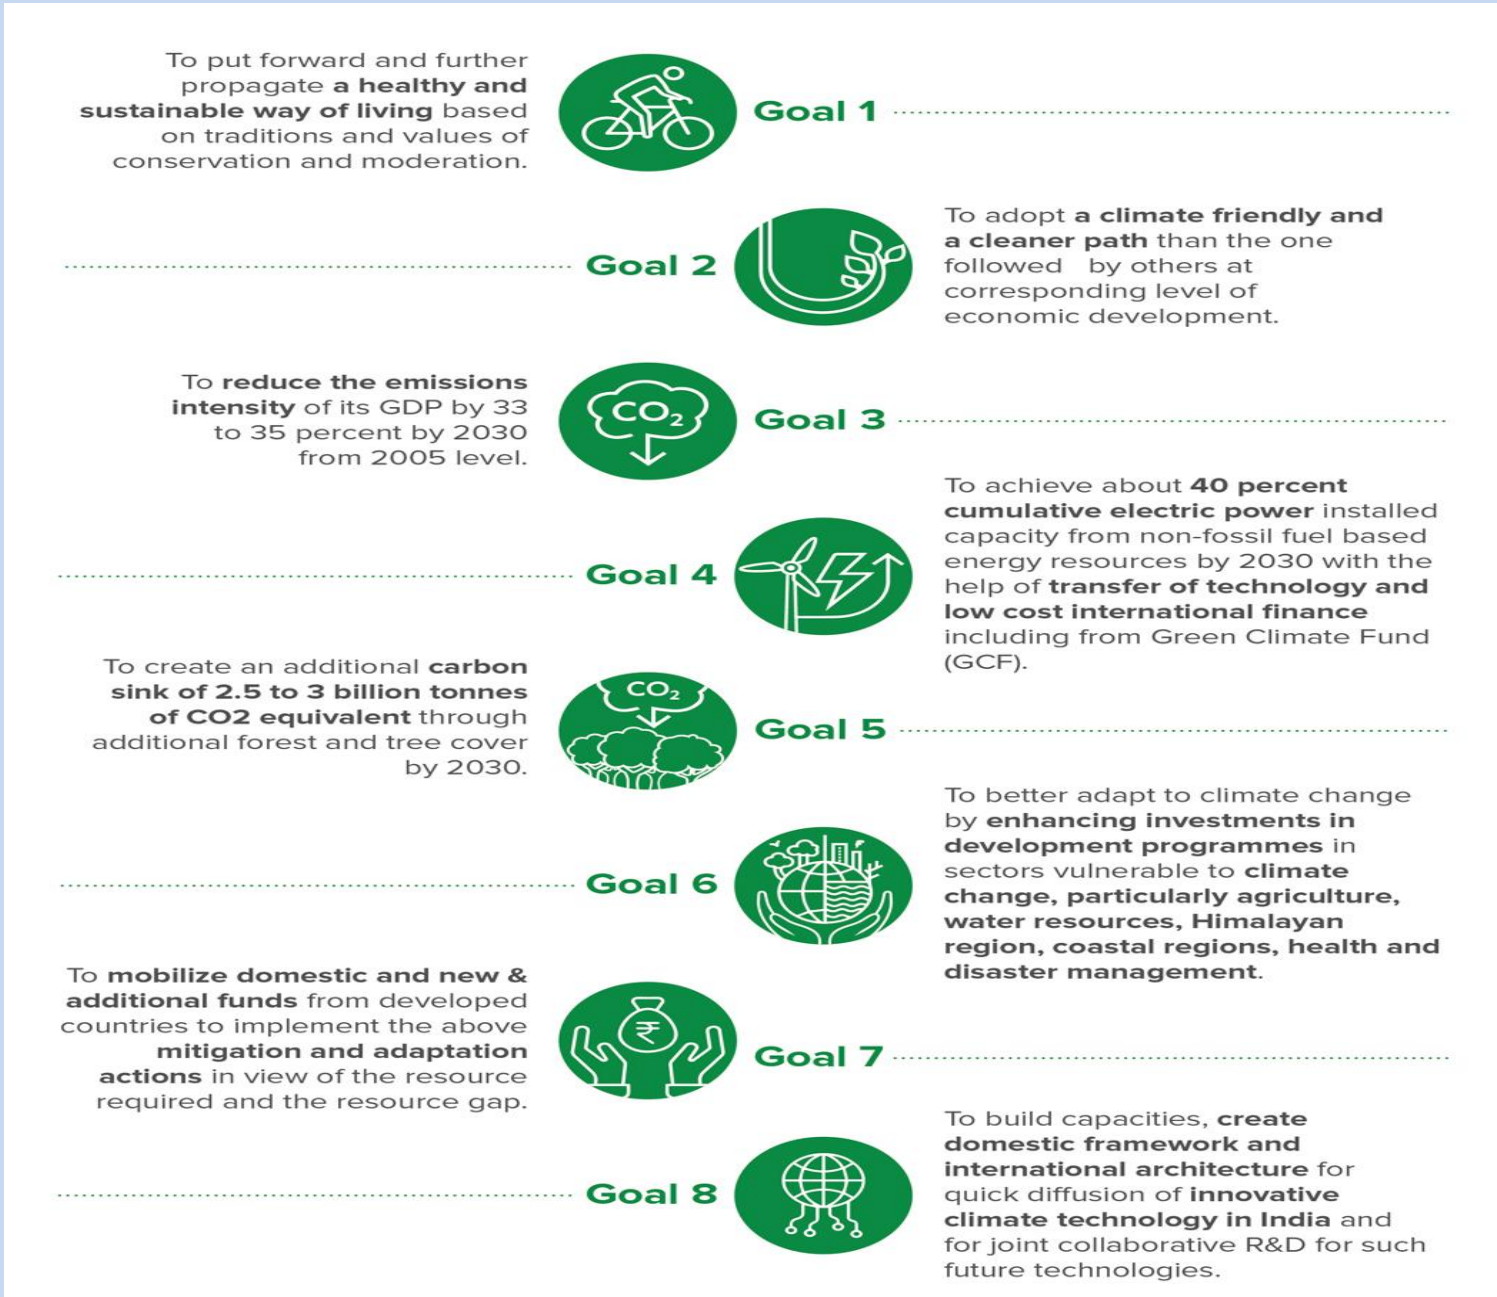 To put forward and further
propagate a healthy and
sustainable way of living based
on traditions and values of
conservation and moderation.
Goal 1
Goal 2
To adopt a climate friendly and
a cleaner path than the one
followed by others at
corresponding level of
economic development.
To reduce the emissions
intensity of its GDP by 33
to 35 percent by 2030
from 2005 level.
CO2
Goal 3
Goal 4
To achieve about 40 percent
cumulative electric power installed
capacity from non-fossil fuel based
energy resources by 2030 with the
help of transfer of technology and
low cost international finance
including from Green Climate Fund
(GCF).
To create an additional carbon
sink of 2.5 to 3 billion tonnes
of CO2 equivalent through
additional forest and tree cover
by 2030.
CO2
Goal 5
Goal 6
To better adapt to climate change
by enhancing investments in
development programmes in
sectors vulnerable to climate
change, particularly agriculture,
water resources, Himalayan
region, coastal regions, health and
disaster management.
To mobilize domestic and new &
additional funds from developed
countries to implement the above
mitigation and adaptation
actions in view of the resource
required and the resource gap.
₹
Goal 7
Goal 8
To build capacities, create
domestic framework and
international architecture for
quick diffusion of innovative
climate technology in India and
for joint collaborative R&D for such
future technologies.